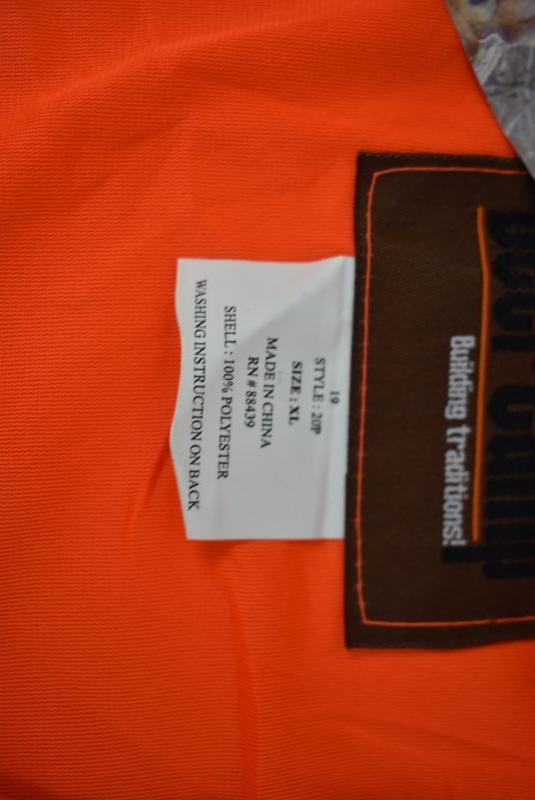 Building traditions!
19
STYLE : 20P
SIZE : XL
MADE IN CHINA
RN # 88439
SHELL : 100% POLYESTER
WASHING INSTRUCTION ON BACK